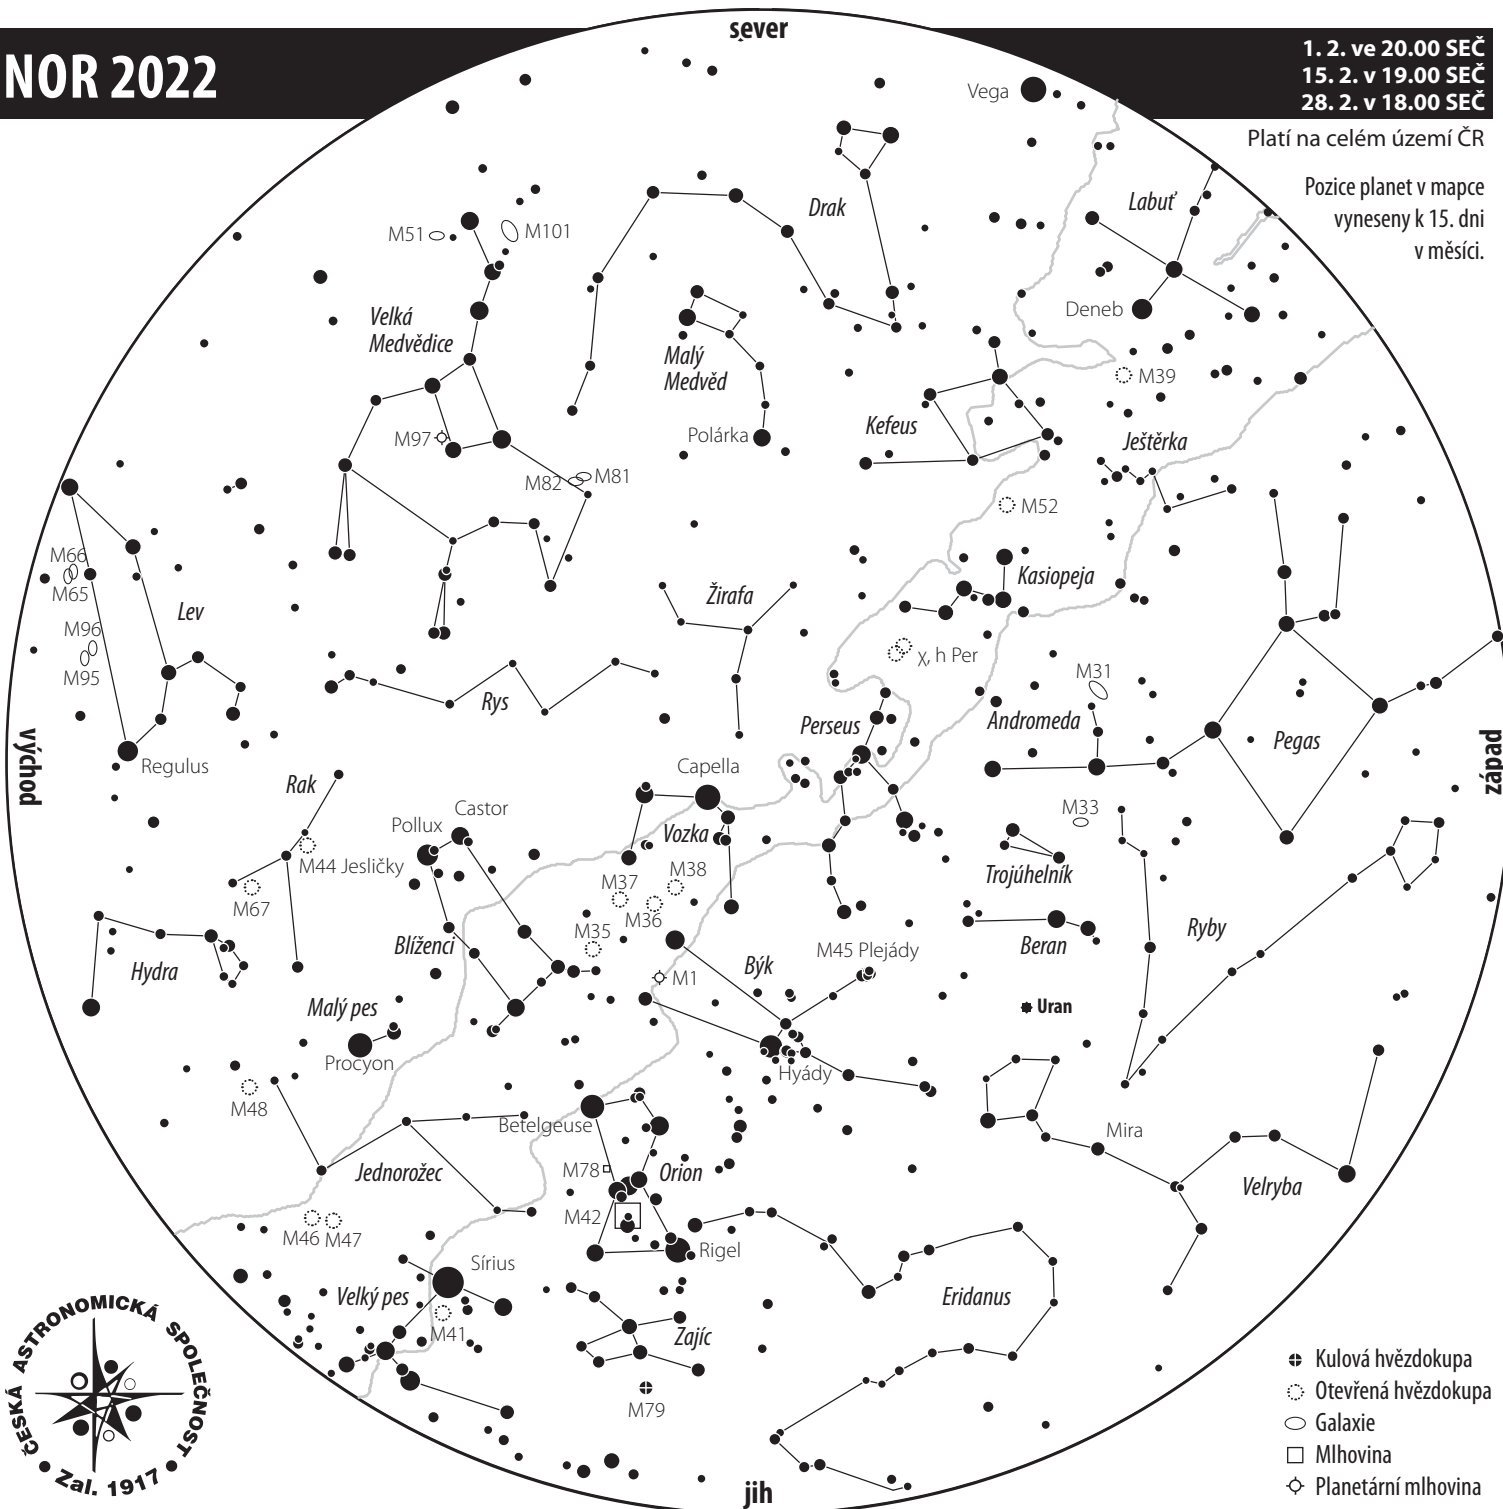 sever
NOR 2022
1. 2. ve 20.00 SEČ
15. 2. v 19.00 SEČ
28. 2. v 18.00 SEČ
Platí na celém území ČR
Pozice planet v mapce
vyneseny k 15. dni
v měsíci.
Vega
Drak
Labuť
M51
M101
Velká
Medvědice
Deneb
Malý
Medvěd
M39
Polárka
Kefeus
Ještěrka
M97
M82
M81
M52
M66
M65
Kasiopeja
Žirafa
Lev
M96
M95
χ, h Per
M31
Rys
Perseus
Andromeda
Pegas
východ
západ
Regulus
Capella
Rak
Castor
Pollux
Vozka
M33
M44 Jesličky
Trojúhelník
M37
M38
M67
M36
M35
Blíženci
Beran
Ryby
Hydra
Býk
M45 Plejády
M1
Malý pes
Uran
Procyon
Hyády
M48
Betelgeuse
Mira
M78
Orion
Jednorožec
Velryba
M42
M46
M47
Rigel
Sírius
Velký pes
Eridanus
M41
Zajíc
M79
jih
ČESKÁ ASTRONOMICKÁ SPOLEČNOST
Zal. 1917
Kulová hvězdokupa
Otevřená hvězdokupa
Galaxie
Mlhovina
Planetární mlhovina